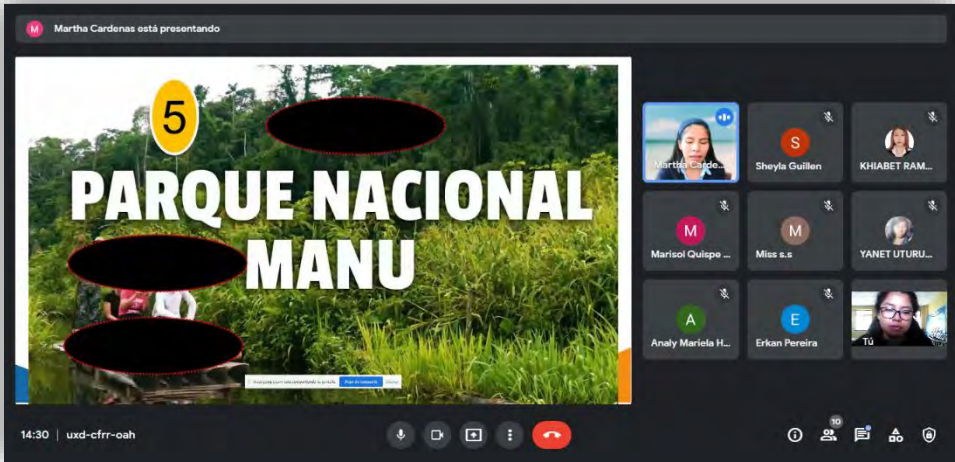 M
Martha Cardenas está presentando
5
PARQUE NACIONAL
MANU
Martha Carde...
S
Sheyla Guillen
KHIABET RAM...
M
Marisol Quispe ...
M
Miss s.s
YANET UTURU...
A
Analy Mariela H...
E
Erkan Pereira
Tú
14:30 | uxd-cfrr-oah
10